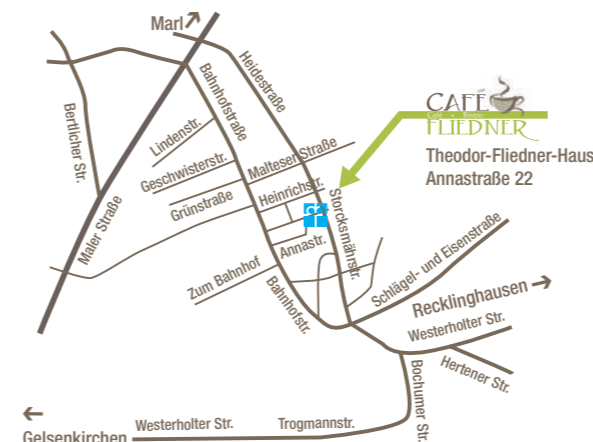 Marl
Bertlicher Str.
Bahnhofstraße
Heidestraße
Lindenstr.
Geschwisterstr.
Malteser Straße
Grünstraße
Heinrichstr.
Storcksmährstr.
Annastr.
Maler Straße
Zum Bahnhof
Bahnhofstr.
CAFÉ
Café • Bistro
FLIEDNER
Theodor-Fliedner-Haus
Annastraße 22
Schlägel- und Eisenstraße
Recklinghausen
Westerholter Str.
Hertener Str.
Bochumer Str.
Gelsenkirchen
Westerholter Str.
Trogmannstr.